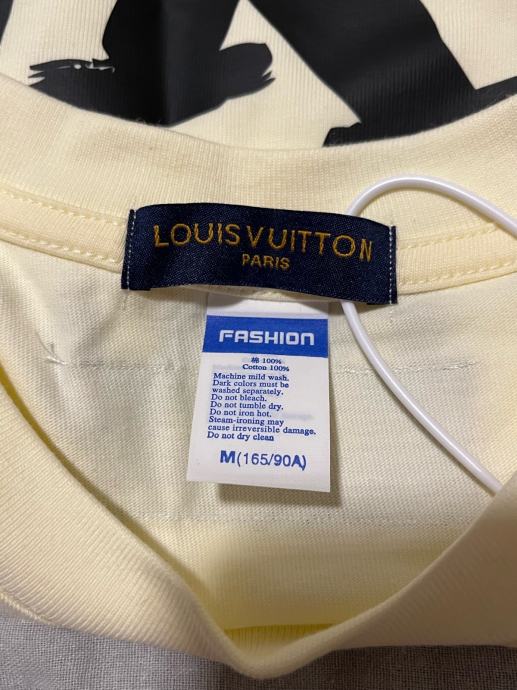 LOUIS VUITTON
PARIS
FASHION
棉 100%
Cotton 100%
Machine mild wash.
Dark colors must be
washed separately.
Do not bleach.
Do not tumble dry.
Do not iron hot.
Steam-ironing may
cause irreversible damage.
Do not dry clean
M(165/90A)